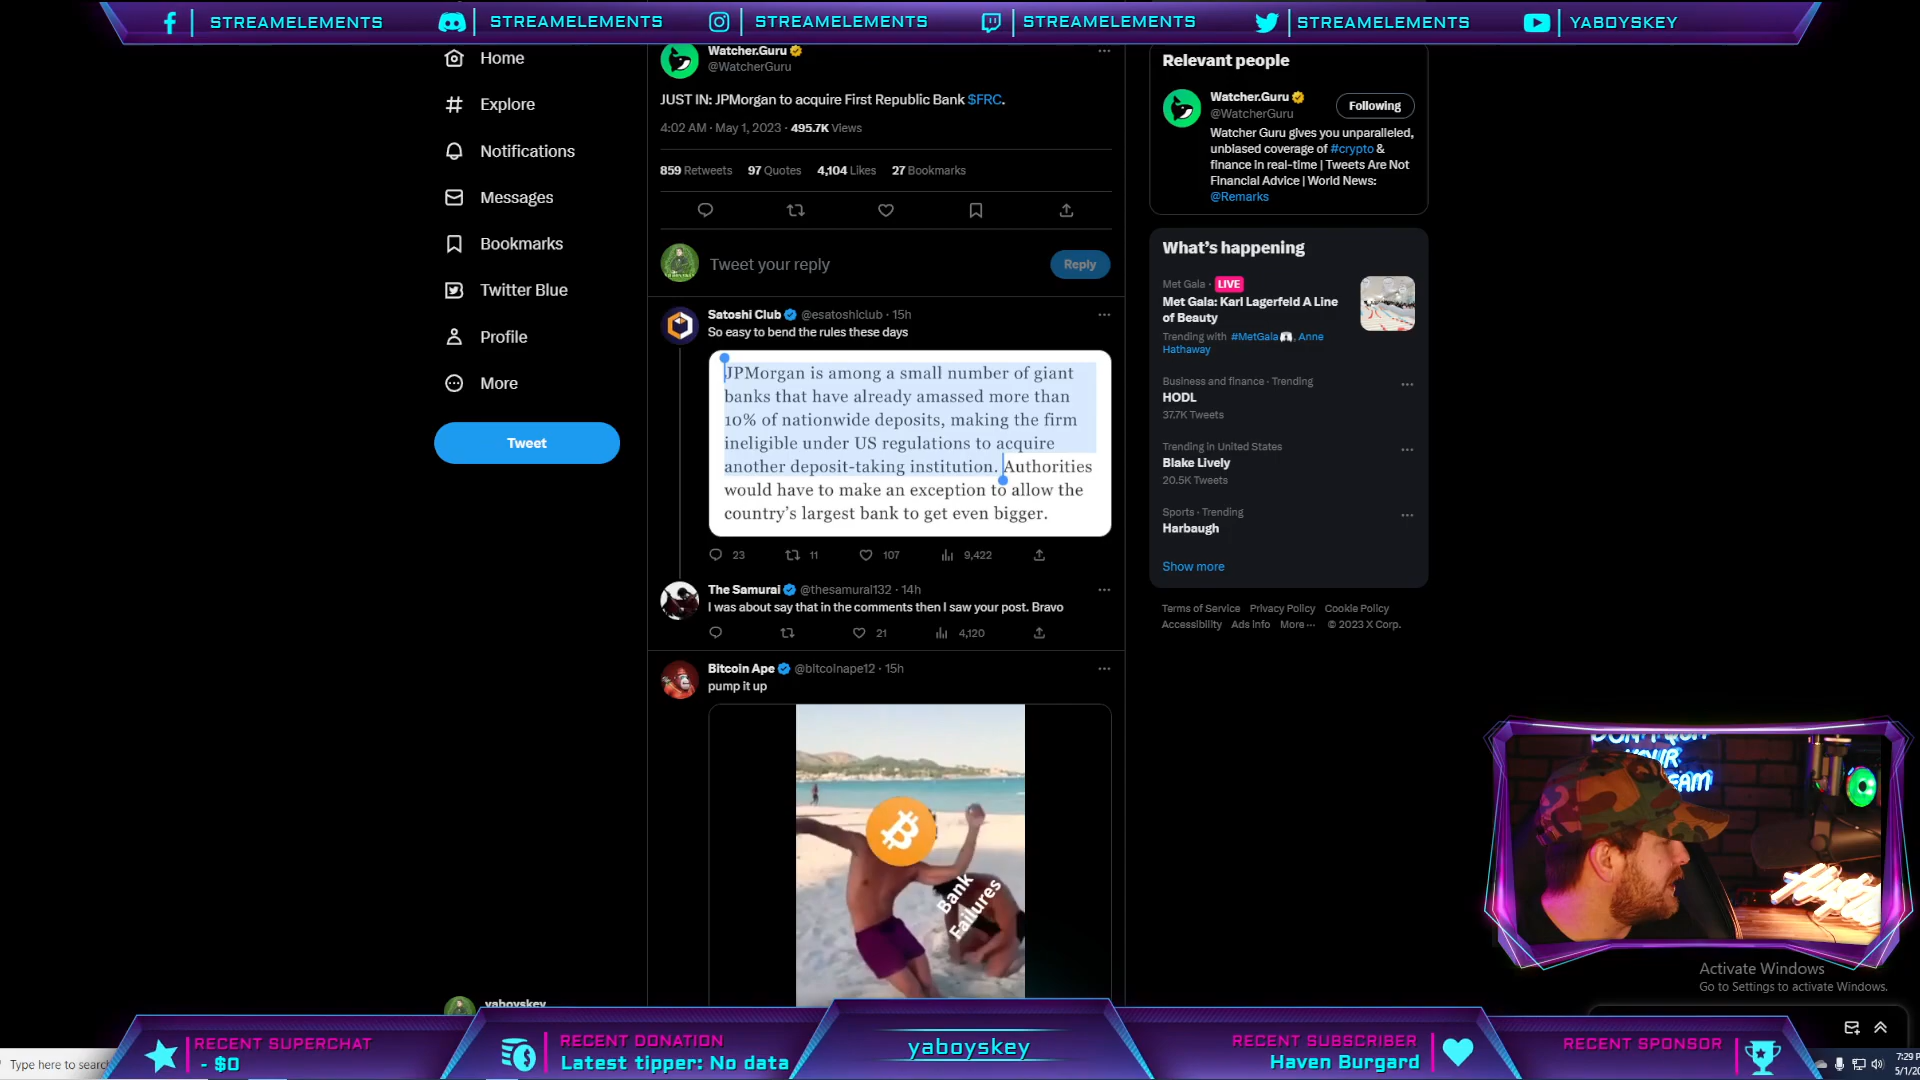 STREAMELEMENTS
STREAMELEMENTS
STREAMELEMENTS
STREAMELEMENTS
STREAMELEMENTS
YABOYSKEY
Home
Explore
Notifications
Messages
Bookmarks
Twitter Blue
Profile
More
Tweet
yaboyskey
Watcher.Guru
@WatcherGuru
JUST IN: JPMorgan to acquire First Republic Bank $FRC.
4:02 AM · May 1, 2023 · 495.7K Views
859 Retweets 97 Quotes 4,104 Likes 27 Bookmarks
Tweet your reply
Reply
Satoshi Club @esatoshiclub · 15h
So easy to bend the rules these days
JPMorgan is among a small number of giant
banks that have already amassed more than
10% of nationwide deposits, making the firm
ineligible under US regulations to acquire
another deposit-taking institution. Authorities
would have to make an exception to allow the
country's largest bank to get even bigger.
23 11 107 9,422
The Samurai @thesamurai132 · 14h
I was about say that in the comments then I saw your post. Bravo
21 4,120
Bitcoin Ape @bitcoinape12 · 15h
pump it up
Bank
Failures
Relevant people
Watcher.Guru
@WatcherGuru
Following
Watcher Guru gives you unparalleled,
unbiased coverage of #crypto &
finance in real-time | Tweets Are Not
Financial Advice | World News:
@Remarks
What's happening
Met Gala · LIVE
Met Gala: Karl Lagerfeld A Line
of Beauty
Trending with #MetGala, Anne
Hathaway
Business and finance · Trending
HODL
37.7K Tweets
Trending in United States
Blake Lively
20.5K Tweets
Sports · Trending
Harbaugh
Show more
Terms of Service Privacy Policy Cookie Policy
Accessibility Ads info More ··· © 2023 X Corp.
YOUR
Activate Windows
Go to Settings to activate Windows.
Type here to search
RECENT SUPERCHAT
- $0
RECENT DONATION
Latest tipper: No data
yaboyskey
RECENT SUBSCRIBER
Haven Burgard
RECENT SPONSOR
7:29 P
5/1/20